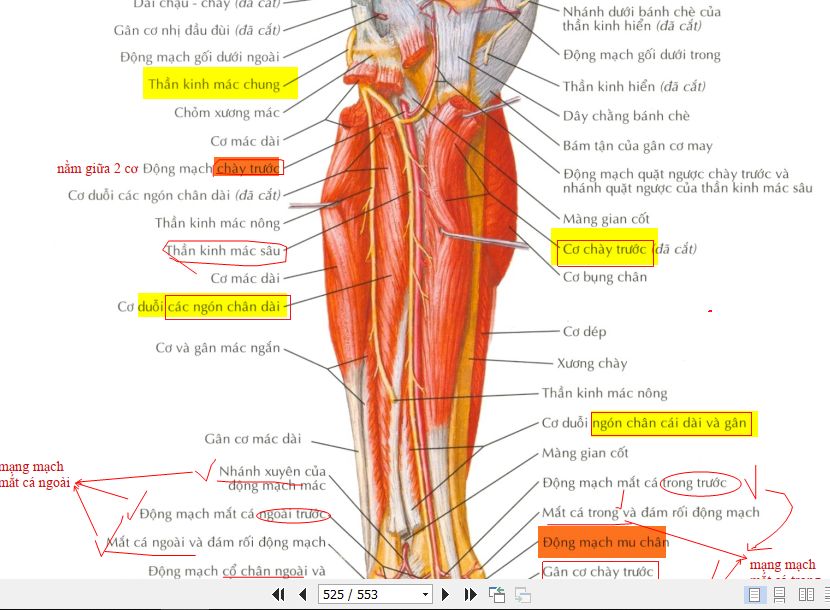 Dải chậu - chày (đã cắt)
Gân cơ nhị đầu đùi (đã cắt)
Động mạch gối dưới ngoài
Thần kinh mác chung
Chỏm xương mác
Cơ mác dài
nằm giữa 2 cơ Động mạch chày trước
Cơ duỗi các ngón chân dài (đã cắt)
Thần kinh mác nông
Thần kinh mác sâu
Cơ mác dài
Cơ duỗi các ngón chân dài
Cơ và gân mác ngắn
Gân cơ mác dài
mạng mạch
mắt cá ngoài
Nhánh xuyên của
động mạch mác
Động mạch mắt cá ngoài trước
Mắt cá ngoài và đám rối động mạch
Động mạch cổ chân ngoài và
Nhánh dưới bánh chè của
thần kinh hiển (đã cắt)
Động mạch gối dưới trong
Thần kinh hiển (đã cắt)
Dây chằng bánh chè
Bám tận của gân cơ may
Động mạch quặt ngược chày trước và
nhánh quặt ngược của thần kinh mác sâu
Màng gian cốt
Cơ chày trước (đã cắt)
Cơ bụng chân
Cơ dép
Xương chày
Thần kinh mác nông
Cơ duỗi ngón chân cái dài và gân
Màng gian cốt
Động mạch mắt cá trong trước
Mắt cá trong và đám rối động mạch
Động mạch mu chân
Gân cơ chày trước
mạng mạch
525 / 553